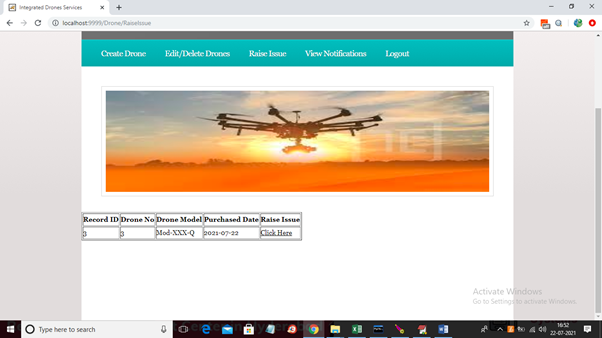 Integrated Drones Services
localhost:9999/Drone/RaiseIssue
Create Drone Edit/Delete Drones Raise Issue View Notifications Logout
Record ID Drone No Drone Model Purchased Date Raise Issue
3 3 Mod-XXX-Q 2021-07-22 Click Here
Activate Windows
Go to Settings to activate Windows.
Type here to search
16:52
22-07-2021